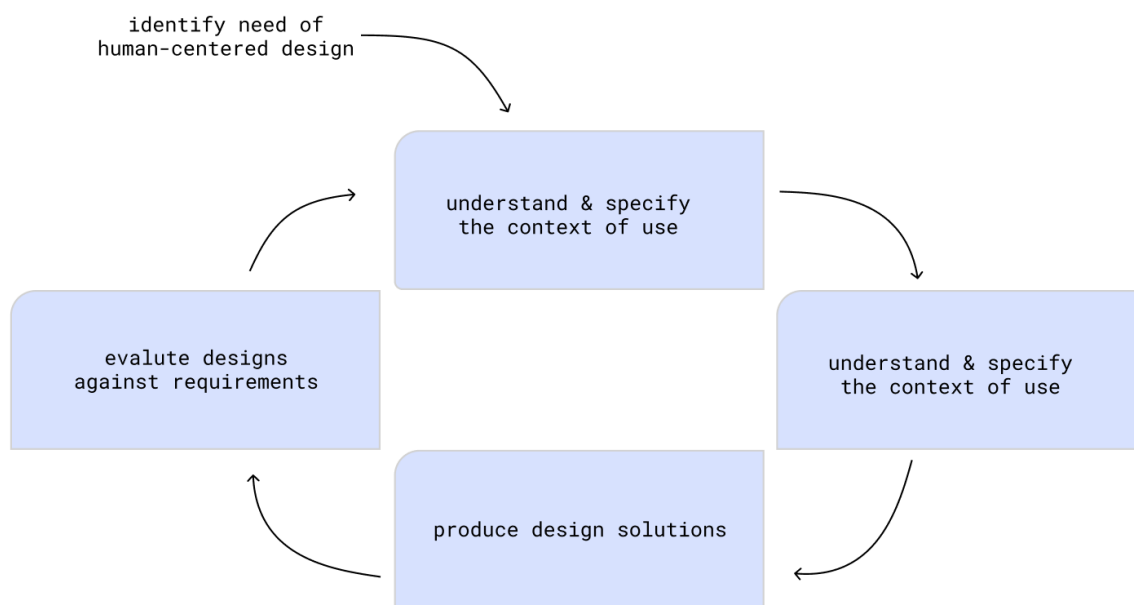 identify need of
human-centered design
understand & specify
the context of use
understand & specify
the context of use
produce design solutions
evalute designs
against requirements